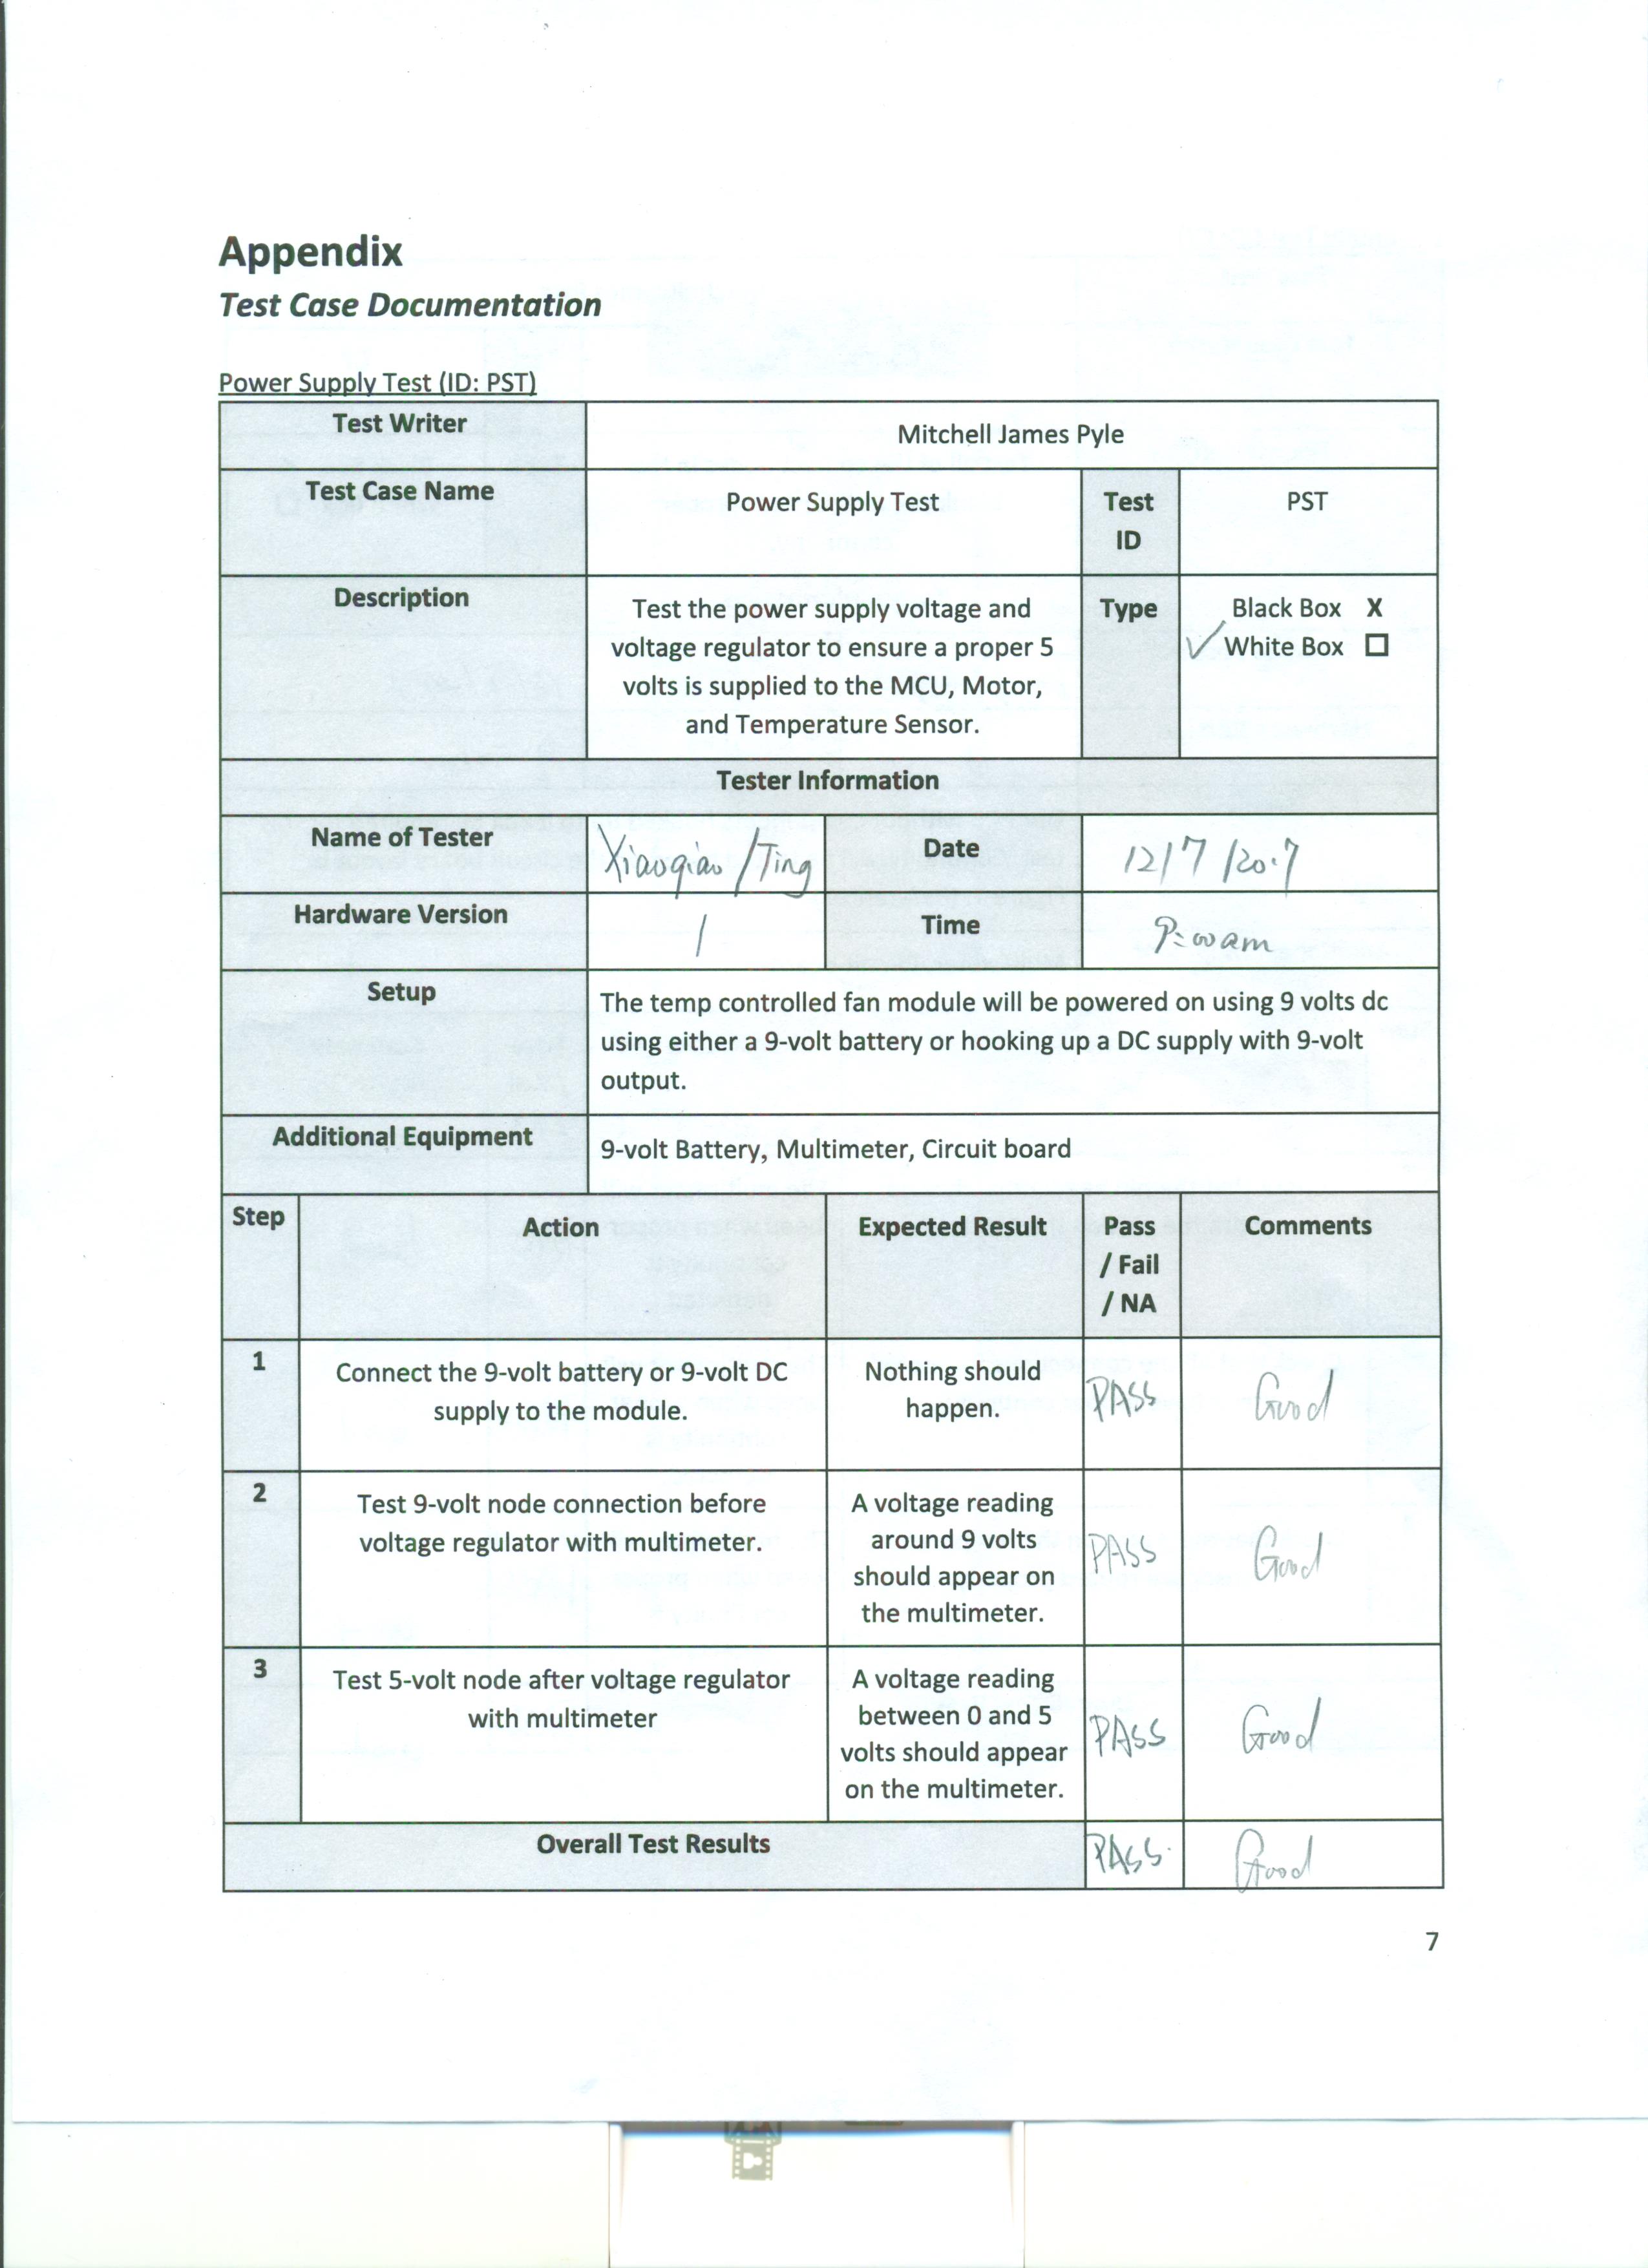 Appendix
Test Case Documentation
Power Supply Test (ID: PST)
Test Writer
Mitchell James Pyle
Test Case Name
Power Supply Test
Test
ID
PST
Description
Test the power supply voltage and
voltage regulator to ensure a proper 5
volts is supplied to the MCU, Motor,
and Temperature Sensor.
Type
Black Box X
✓ White Box ☐
Tester Information
Name of Tester
Xiaoqiao/Ting
Date
12/7/2017
Hardware Version
1
Time
9:00am
Setup
The temp controlled fan module will be powered on using 9 volts dc
using either a 9-volt battery or hooking up a DC supply with 9-volt
output.
Additional Equipment
9-volt Battery, Multimeter, Circuit board
Step
Action
Expected Result
Pass
/ Fail
/ NA
Comments
1
Connect the 9-volt battery or 9-volt DC
supply to the module.
Nothing should
happen.
PASS
Good
2
Test 9-volt node connection before
voltage regulator with multimeter.
A voltage reading
around 9 volts
should appear on
the multimeter.
PASS
Good
3
Test 5-volt node after voltage regulator
with multimeter
A voltage reading
between 0 and 5
volts should appear
on the multimeter.
PASS
Good
Overall Test Results
PASS.
Good
7